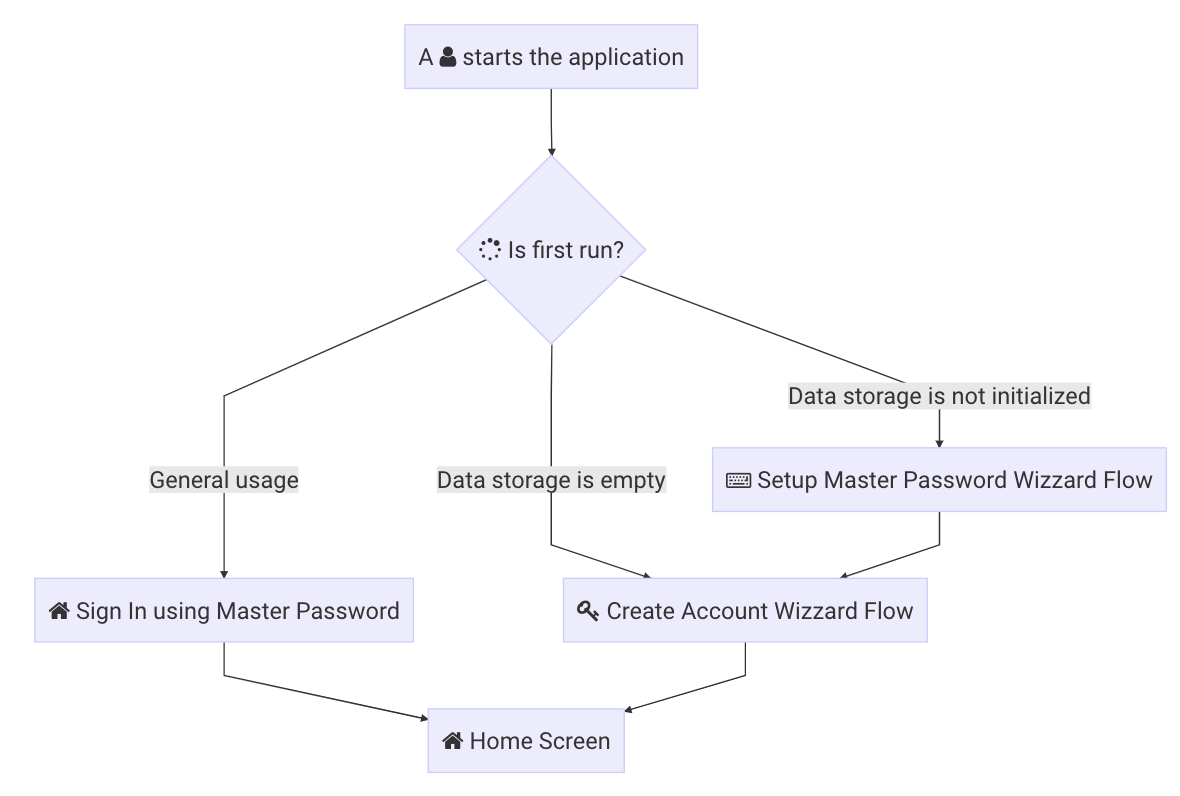 A starts the application
Is first run?
Data storage is not initialized
General usage
Data storage is empty
Setup Master Password Wizzard Flow
Sign In using Master Password
Create Account Wizzard Flow
Home Screen